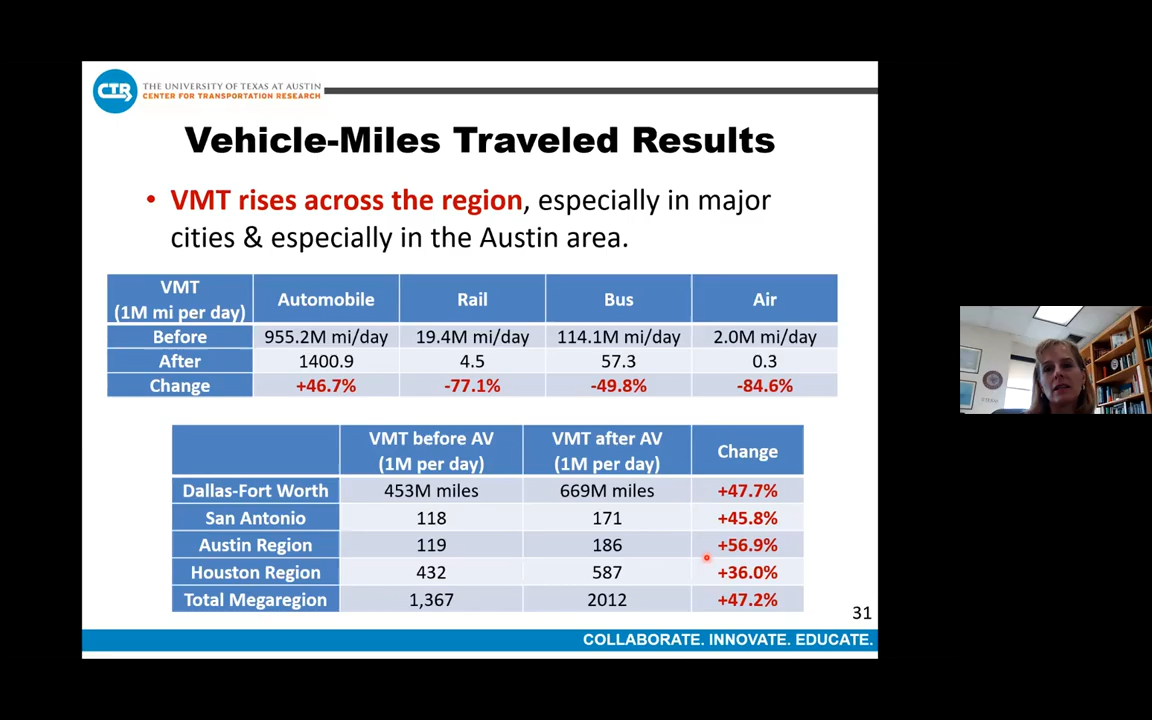 CTR
THE UNIVERSITY OF TEXAS AT AUSTIN
CENTER FOR TRANSPORTATION RESEARCH
Vehicle-Miles Traveled Results
• VMT rises across the region, especially in major
cities & especially in the Austin area.
VMT (1M mi per day) Automobile Rail Bus Air
Before 955.2M mi/day 19.4M mi/day 114.1M mi/day 2.0M mi/day
After 1400.9 4.5 57.3 0.3
Change +46.7% -77.1% -49.8% -84.6%
VMT before AV (1M per day) VMT after AV (1M per day) Change
Dallas-Fort Worth 453M miles 669M miles +47.7%
San Antonio 118 171 +45.8%
Austin Region 119 186 +56.9%
Houston Region 432 587 +36.0%
Total Megaregion 1,367 2012 +47.2%
31
COLLABORATE. INNOVATE. EDUCATE.